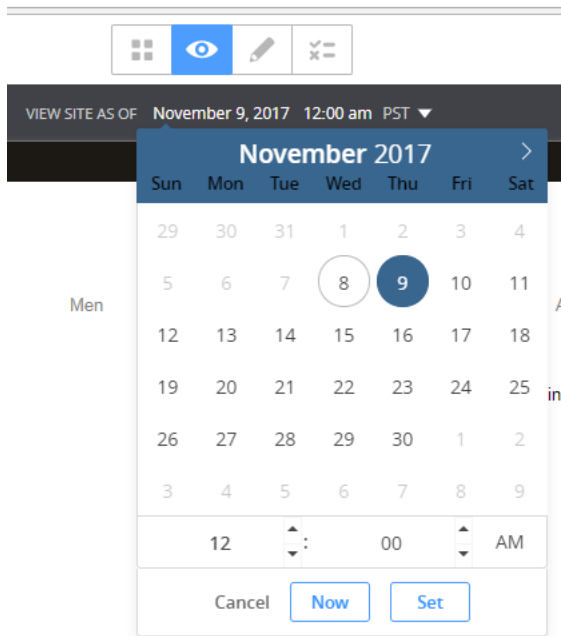 VIEW SITE AS OF November 9, 2017 12:00 am PST
November 2017
Sun Mon Tue Wed Thu Fri Sat
29 30 31 1 2 3 4
5 6 7 8 9 10 11
Men
12 13 14 15 16 17 18
19 20 21 22 23 24 25
in
26 27 28 29 30 1 2
3 4 5 6 7 8 9
12 : 00 AM
Cancel Now Set